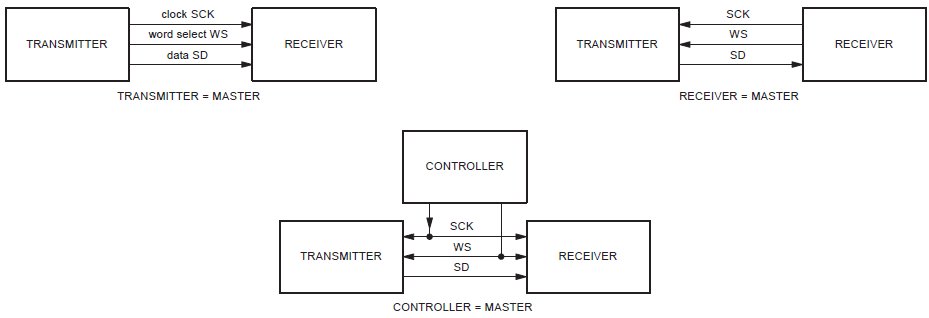 clock SCK
TRANSMITTER
word select WS
RECEIVER
data SD
TRANSMITTER = MASTER
SCK
TRANSMITTER
WS
RECEIVER
SD
RECEIVER = MASTER
CONTROLLER
SCK
TRANSMITTER
WS
RECEIVER
SD
CONTROLLER = MASTER